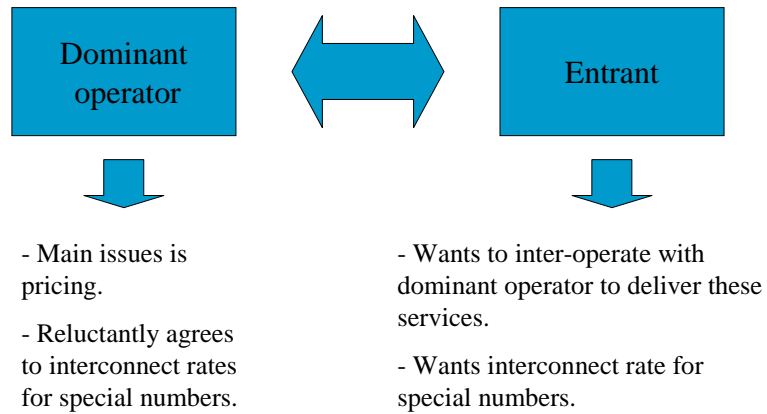 Dominant
operator
Entrant
- Main issues is
pricing.
- Reluctantly agrees
to interconnect rates
for special numbers.
- Wants to inter-operate with
dominant operator to deliver these
services.
- Wants interconnect rate for
special numbers.